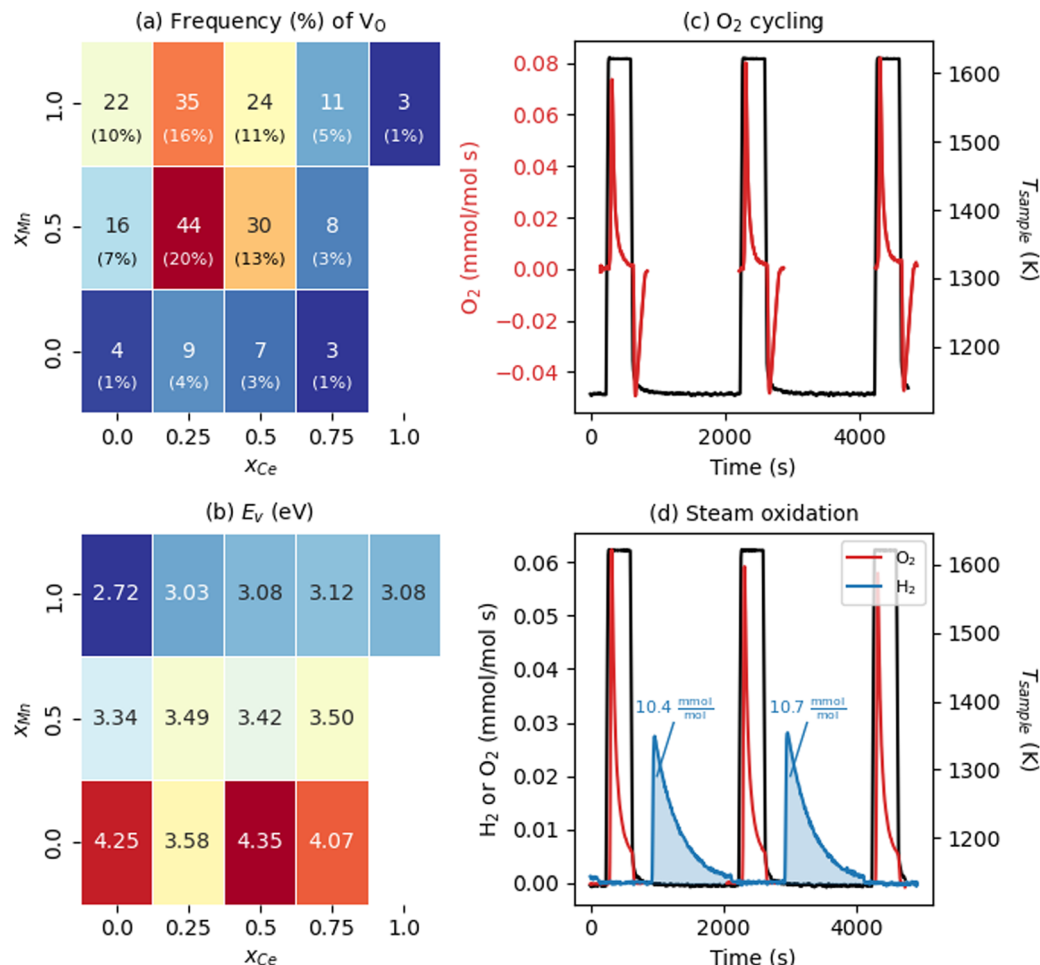 (a) Frequency (%) of V_O
22 35 24 11 3
(10%) (16%) (11%) (5%) (1%)
16 44 30 8
(7%) (20%) (13%) (3%)
4 9 7 3
(1%) (4%) (3%) (1%)
1.0
0.5
0.0
x_Mn
0.0 0.25 0.5 0.75 1.0
x_Ce
(c) O₂ cycling
0.08
0.06
0.04
0.02
0.00
−0.02
−0.04
O₂ (mmol/mol s)
1600
1500
1400
1300
1200
T_sample (K)
0 2000 4000
Time (s)
(b) E_v (eV)
2.72 3.03 3.08 3.12 3.08
3.34 3.49 3.42 3.50
4.25 3.58 4.35 4.07
1.0
0.5
0.0
x_Mn
0.0 0.25 0.5 0.75 1.0
x_Ce
(d) Steam oxidation
O₂
H₂
10.4 mmol/mol
10.7 mmol/mol
0.06
0.05
0.04
0.03
0.02
0.01
0.00
H₂ or O₂ (mmol/mol s)
1600
1500
1400
1300
1200
T_sample (K)
0 2000 4000
Time (s)